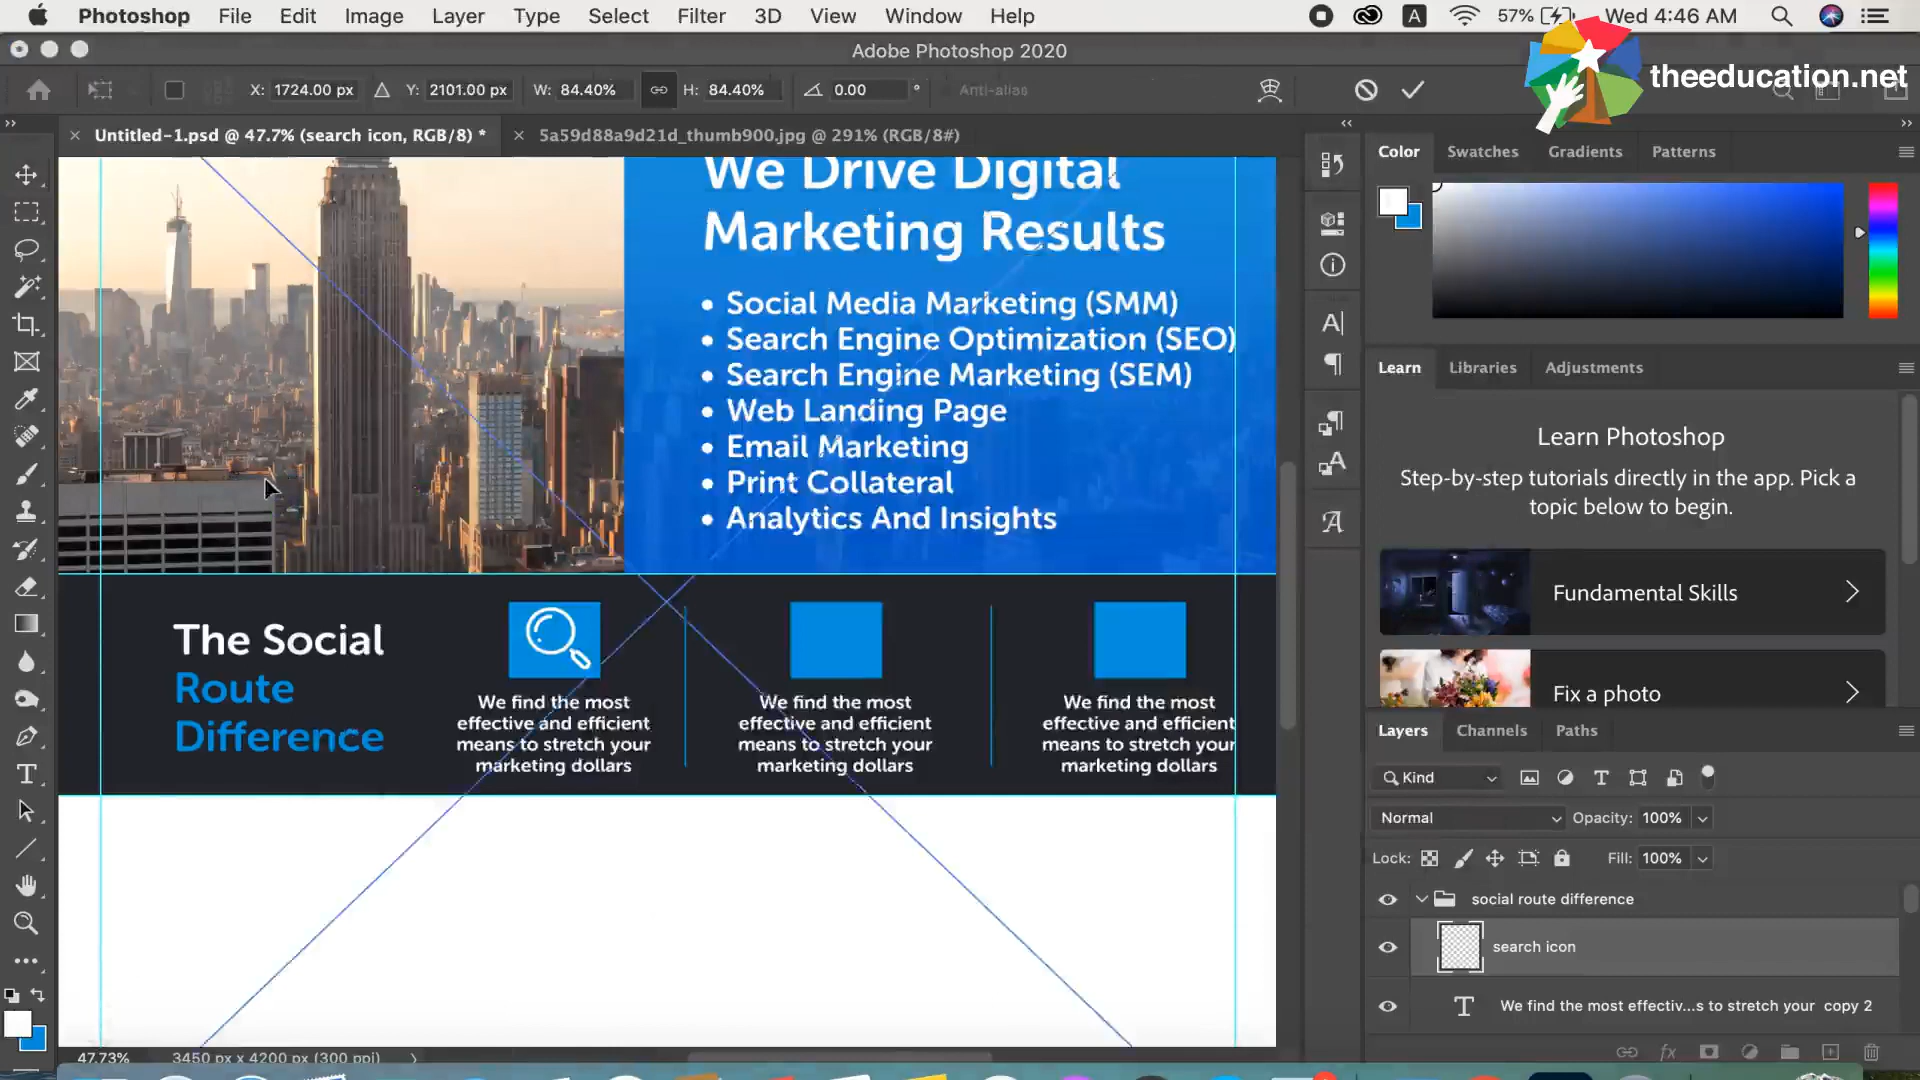 Photoshop File Edit Image Layer Type Select Filter 3D View Window Help A 57% Wed 4:46 AM
Adobe Photoshop 2020
X: 1724.00 px Y: 2101.00 px W: 84.40% H: 84.40% 0.00 ° Anti-alias
theeducation.net
Untitled-1.psd @ 47.7% (search icon, RGB/8) *
5a59d88a9d21d_thumb900.jpg @ 291% (RGB/8#)
We Drive Digital
Marketing Results
• Social Media Marketing (SMM)
• Search Engine Optimization (SEO)
• Search Engine Marketing (SEM)
• Web Landing Page
• Email Marketing
• Print Collateral
• Analytics And Insights
The Social
Route
Difference
We find the most
effective and efficient
means to stretch your
marketing dollars
We find the most
effective and efficient
means to stretch your
marketing dollars
We find the most
effective and efficient
means to stretch your
marketing dollars
47.73% 3450 px x 4200 px (300 ppi)
Color Swatches Gradients Patterns
Learn Libraries Adjustments
Learn Photoshop
Step-by-step tutorials directly in the app. Pick a
topic below to begin.
Fundamental Skills
Fix a photo
Layers Channels Paths
Kind
Normal Opacity: 100%
Lock: Fill: 100%
social route difference
search icon
T We find the most effectiv...s to stretch your copy 2
fx